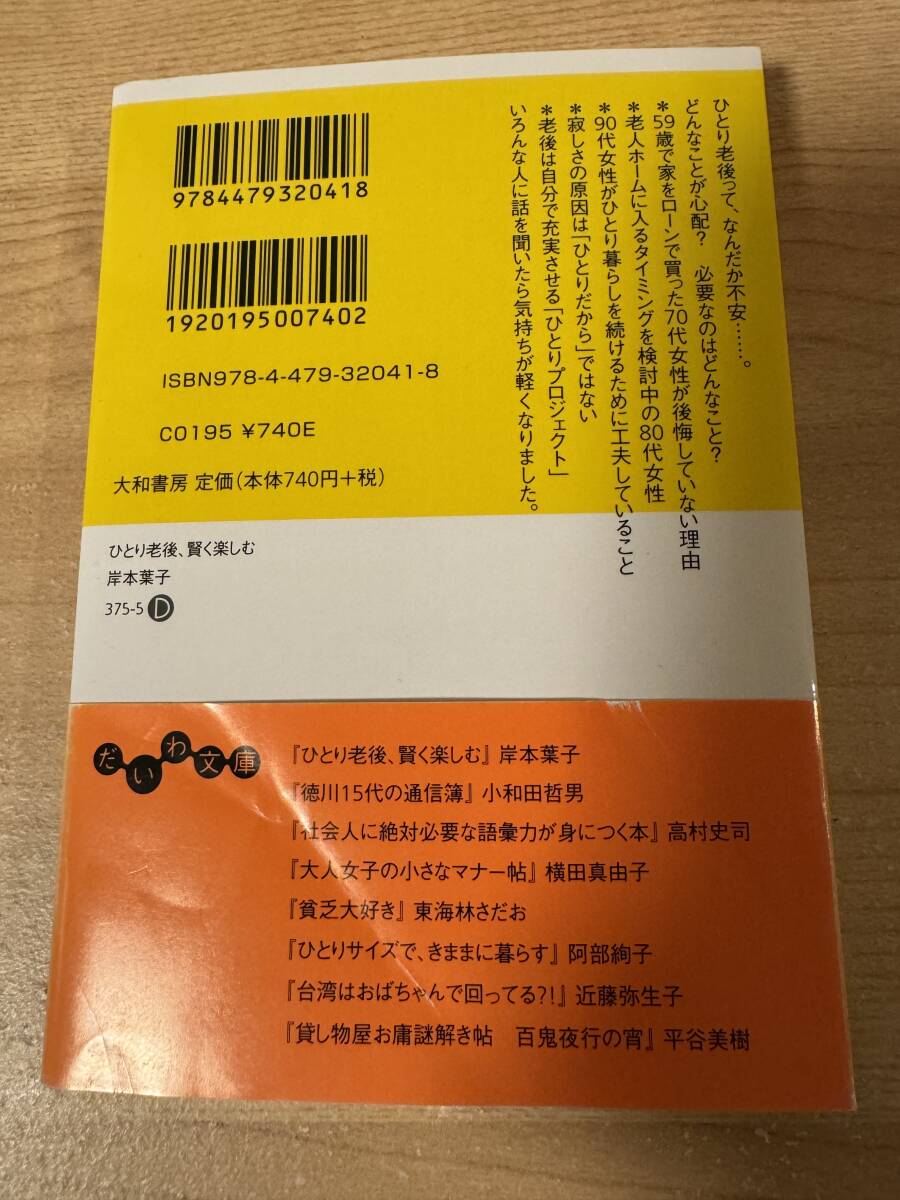 ひとり老後って、なんだか不安……。
どんなことが心配？　必要なのはどんなこと？
＊59歳で家をローンで買った70代女性が後悔していない理由
＊老人ホームに入るタイミングを検討中の80代女性
＊90代女性がひとり暮らしを続けるために工夫していること
＊寂しさの原因は「ひとりだから」ではない
＊老後は自分で充実させる「ひとりプロジェクト」
いろんな人に話を聞いたら気持ちが軽くなりました。
9784479320418
1920195007402
ISBN978-4-479-32041-8
C0195 ¥740E
大和書房 定価（本体740円＋税）
ひとり老後、賢く楽しむ
岸本葉子
375-5 D
だいわ文庫
『ひとり老後、賢く楽しむ』 岸本葉子
『徳川15代の通信簿』 小和田哲男
『社会人に絶対必要な語彙力が身につく本』 高村史司
『大人女子の小さなマナー帖』 横田真由子
『貧乏大好き』 東海林さだお
『ひとりサイズで、きままに暮らす』 阿部絢子
『台湾はおばちゃんで回ってる?!』 近藤弥生子
『貸し物屋お庸謎解き帖　百鬼夜行の宵』 平谷美樹